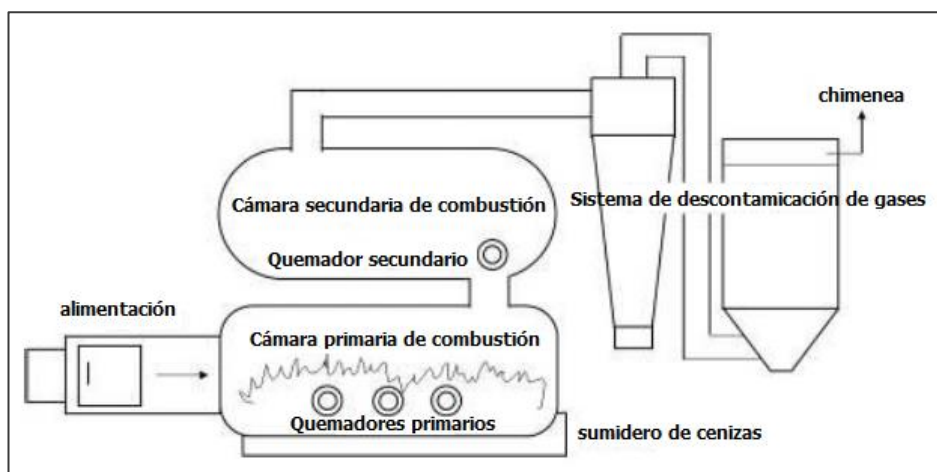 chimenea
Cámara secundaria de combustión
Sistema de descontamicación de gases
Quemador secundario
alimentación
Cámara primaria de combustión
Quemadores primarios
sumidero de cenizas